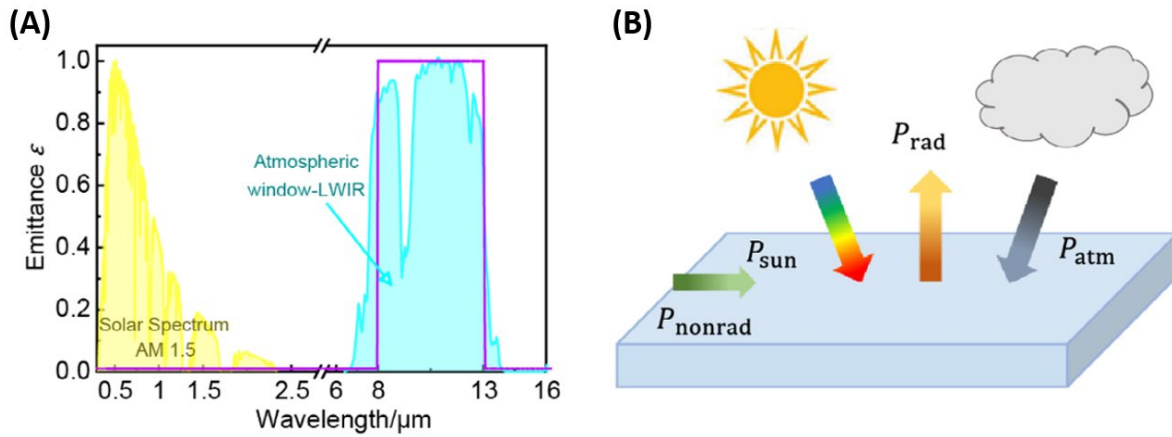 (A)
1.0
0.8
0.6
0.4
0.2
0.0
Emittance ε
Atmospheric
window-LWIR
Solar Spectrum
AM 1.5
0.5 1 1.5 2.5 6 8 13 16
Wavelength/μm
(B)
P_rad
P_sun
P_atm
P_nonrad